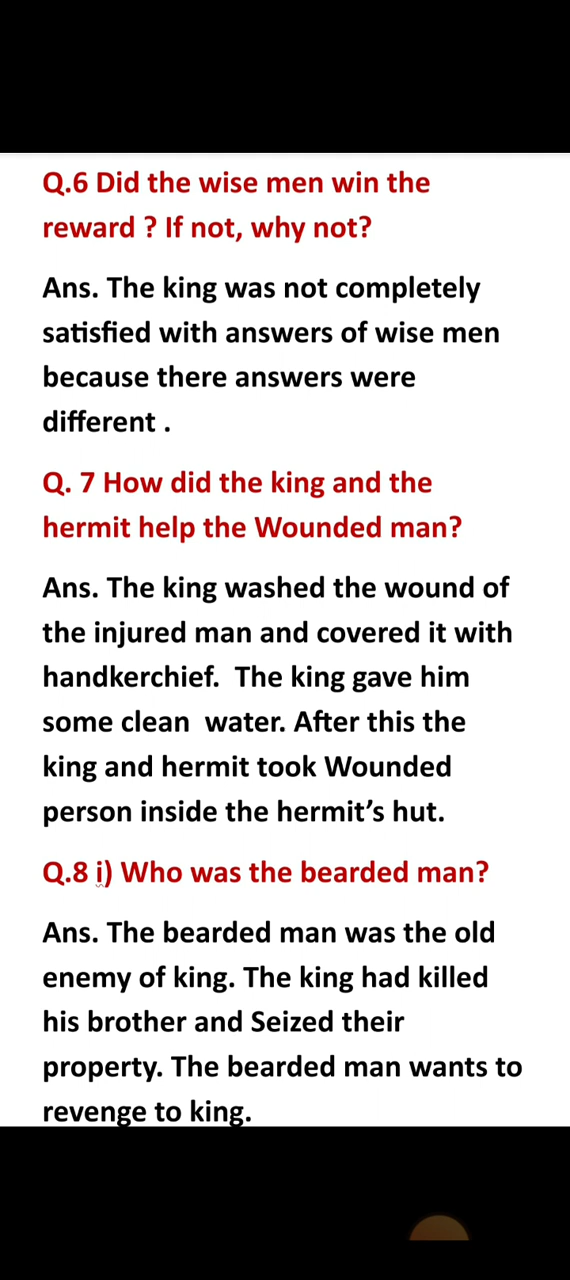 Q.6 Did the wise men win the
reward ? If not, why not?
Ans. The king was not completely
satisfied with answers of wise men
because there answers were
different .
Q. 7 How did the king and the
hermit help the Wounded man?
Ans. The king washed the wound of
the injured man and covered it with
handkerchief.  The king gave him
some clean  water. After this the
king and hermit took Wounded
person inside the hermit’s hut.
Q.8 i) Who was the bearded man?
Ans. The bearded man was the old
enemy of king. The king had killed
his brother and Seized their
property. The bearded man wants to
revenge to king.